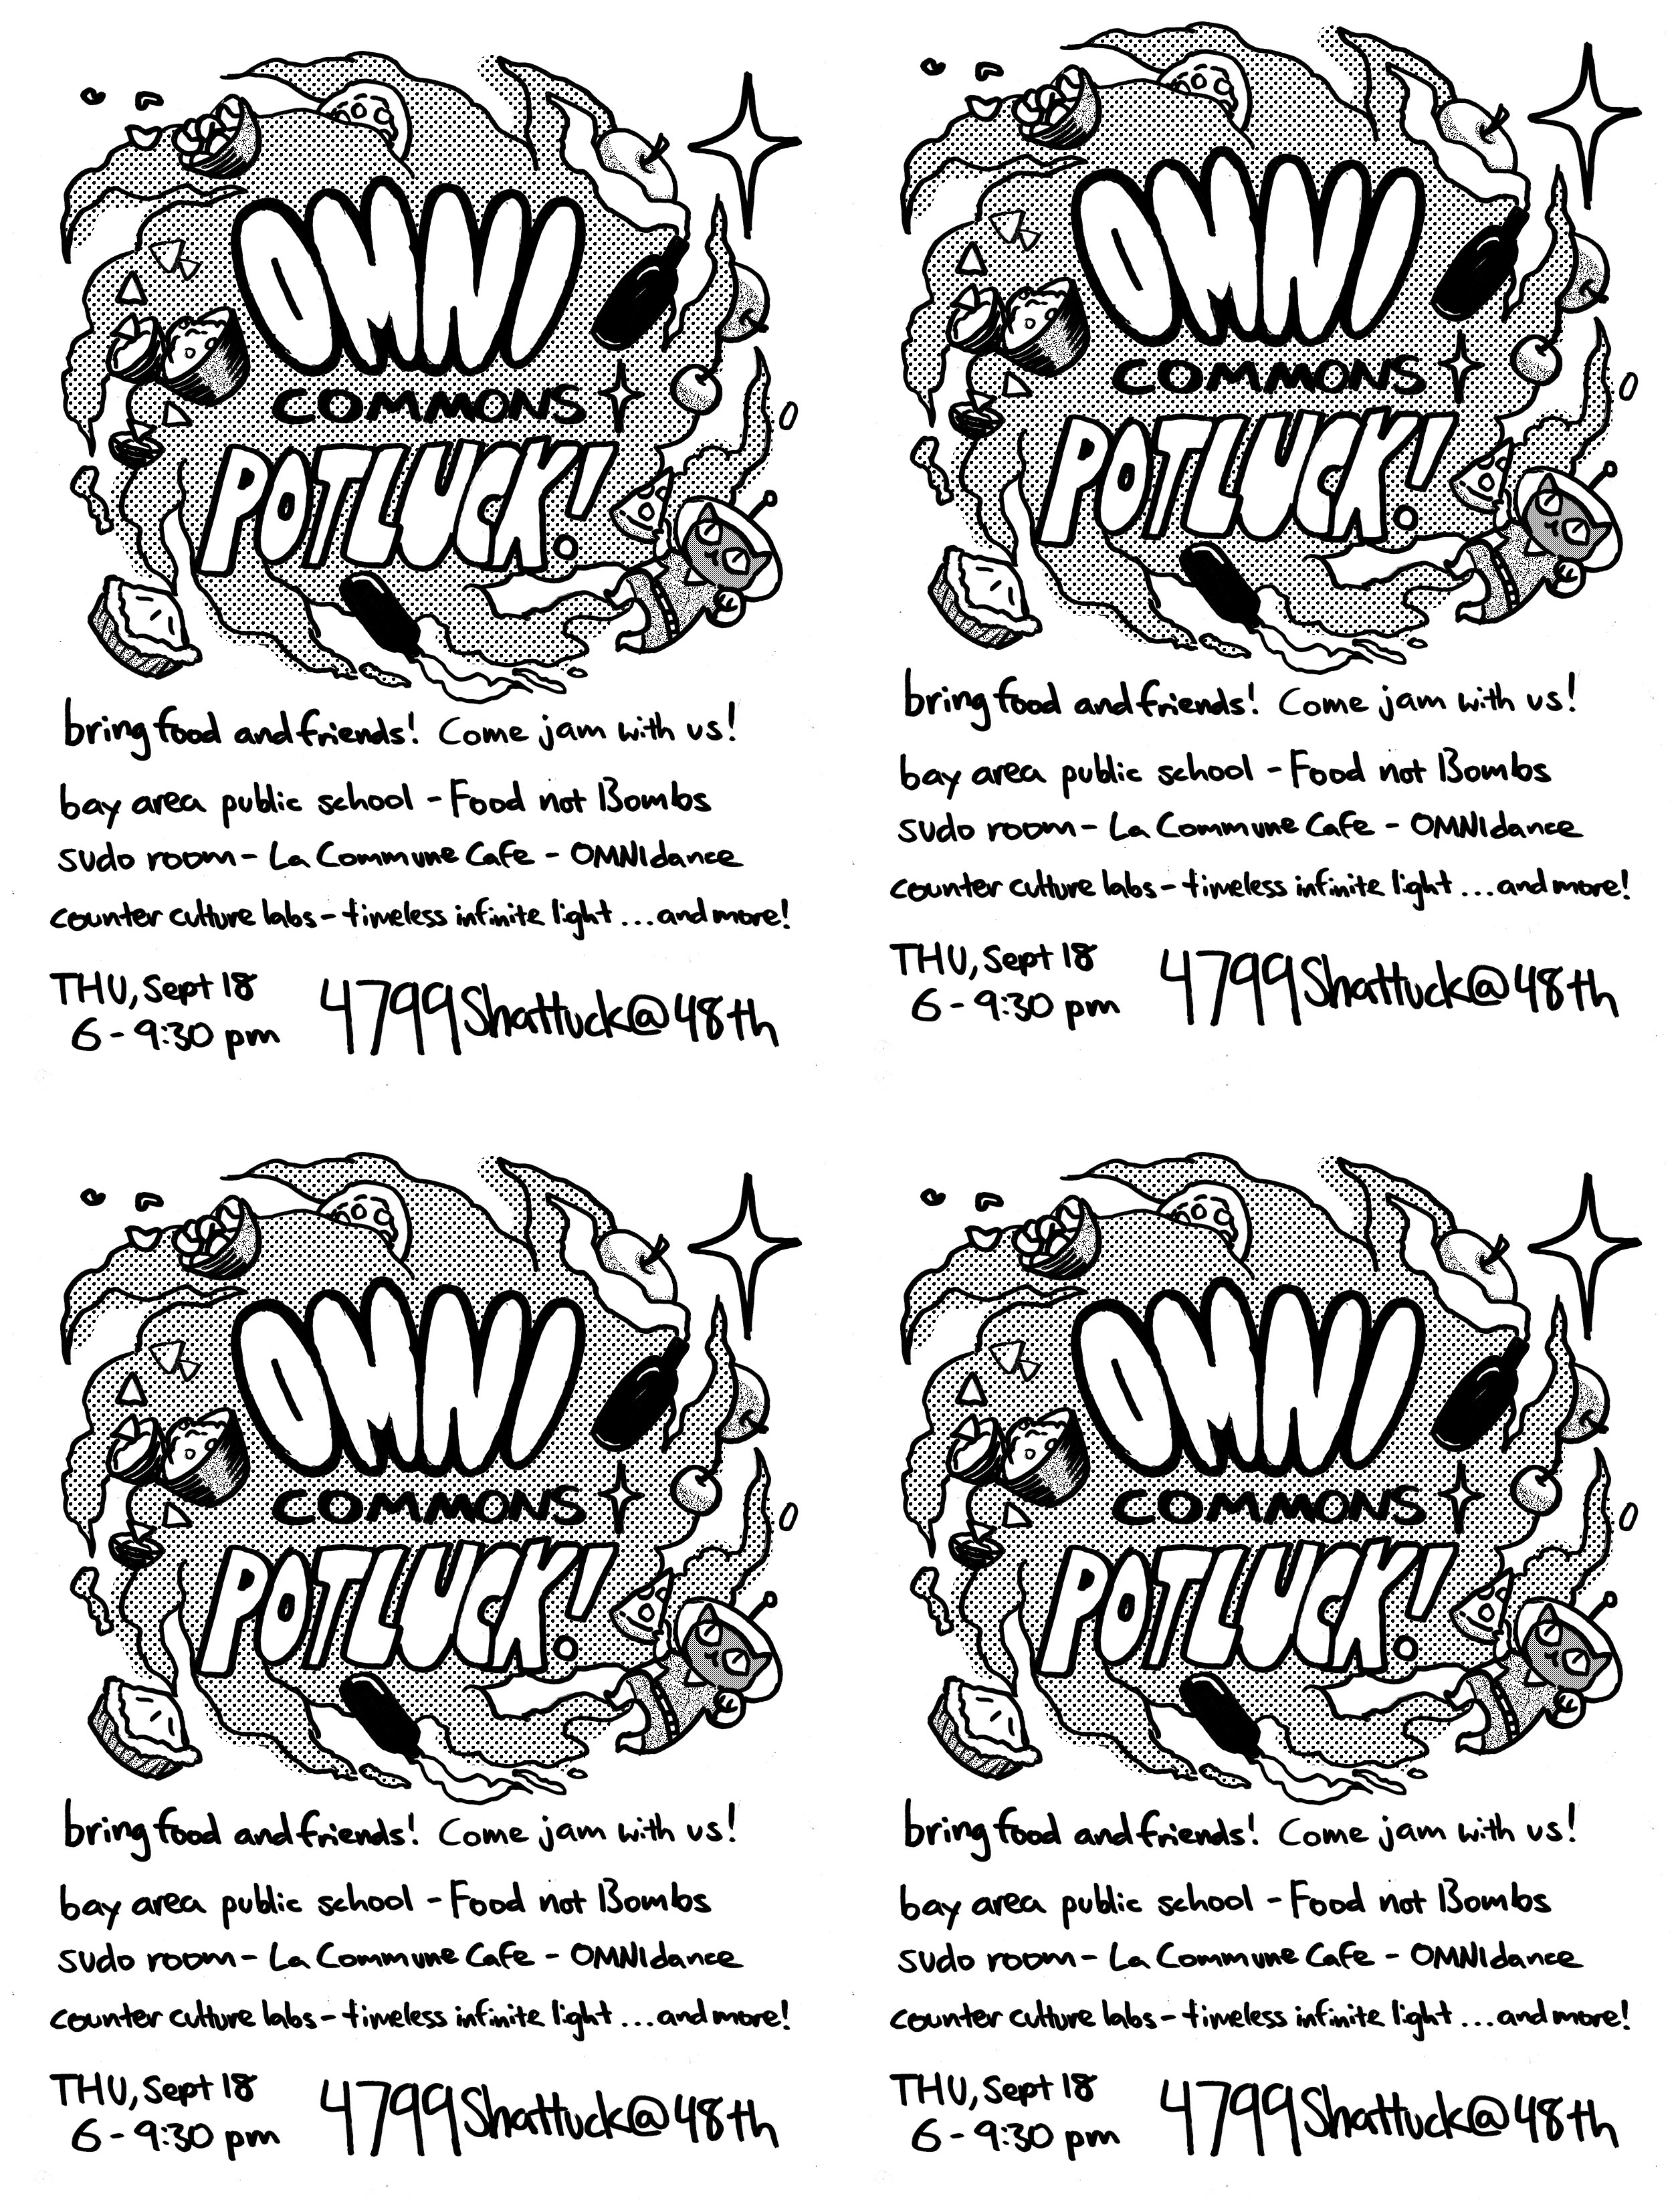 OMNI
COMMONS
POTLUCK!
bring food and friends! Come jam with us!
bay area public school - Food not Bombs
sudo room - La Commune Cafe - OMNIdance
counter culture labs - timeless infinite light ... and more!
THU, Sept 18
6 - 9:30 pm
4799 Shattuck @ 48th
OMNI
COMMONS
POTLUCK!
bring food and friends! Come jam with us!
bay area public school - Food not Bombs
sudo room - La Commune Cafe - OMNIdance
counter culture labs - timeless infinite light ... and more!
THU, Sept 18
6 - 9:30 pm
4799 Shattuck @ 48th
OMNI
COMMONS
POTLUCK!
bring food and friends! Come jam with us!
bay area public school - Food not Bombs
sudo room - La Commune Cafe - OMNIdance
counter culture labs - timeless infinite light ... and more!
THU, Sept 18
6 - 9:30 pm
4799 Shattuck @ 48th
OMNI
COMMONS
POTLUCK!
bring food and friends! Come jam with us!
bay area public school - Food not Bombs
sudo room - La Commune Cafe - OMNIdance
counter culture labs - timeless infinite light ... and more!
THU, Sept 18
6 - 9:30 pm
4799 Shattuck @ 48th